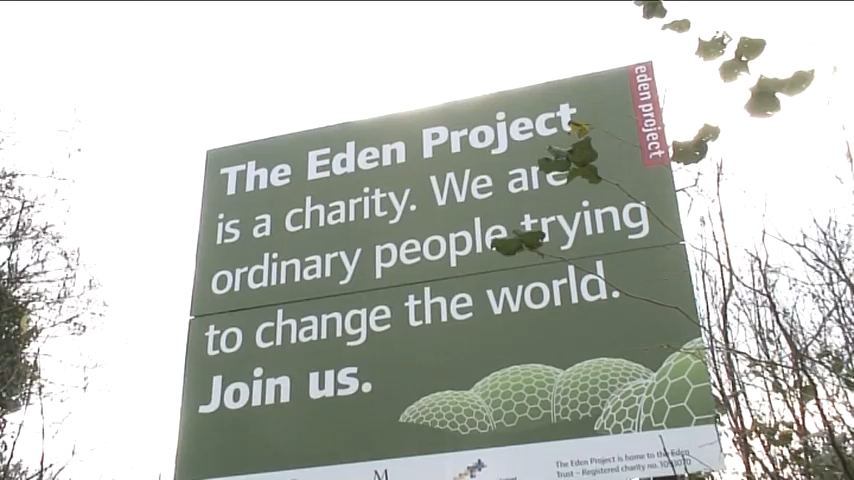 eden project
The Eden Project
is a charity. We are
ordinary people trying
to change the world.
Join us.
M
The Eden Project is home to the Eden
Trust – Registered charity no. 1093070